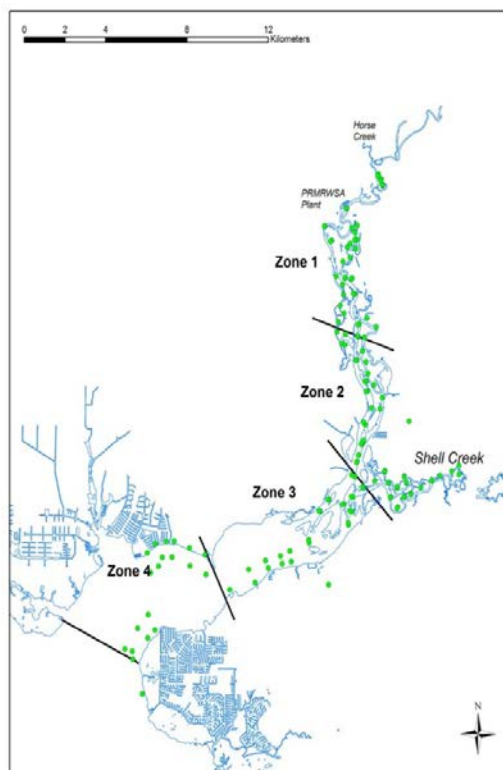 0 2 4 8 12
Kilometers
Horse
Creek
PRMRWSA
Plant
Zone 1
Zone 2
Shell Creek
Zone 3
Zone 4
N